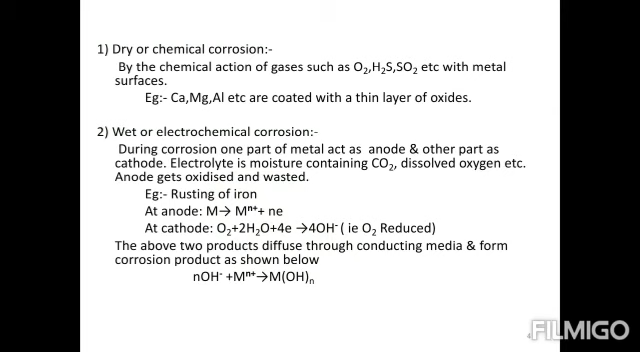 1) Dry or chemical corrosion:-
By the chemical action of gases such as O₂,H₂S,SO₂ etc with metal
surfaces.
Eg:- Ca,Mg,Al etc are coated with a thin layer of oxides.
2) Wet or electrochemical corrosion:-
During corrosion one part of metal act as anode & other part as
cathode. Electrolyte is moisture containing CO₂, dissolved oxygen etc.
Anode gets oxidised and wasted.
Eg:- Rusting of iron
At anode: M→ Mⁿ⁺+ ne
At cathode: O₂+2H₂O+4e →4OH⁻ ( ie O₂ Reduced)
The above two products diffuse through conducting media & form
corrosion product as shown below
nOH⁻ +Mⁿ⁺→M(OH)ₙ
4
FILMIGO